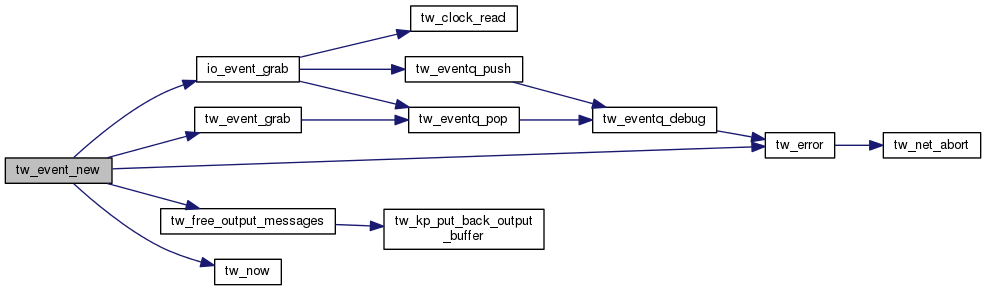 tw_clock_read
io_event_grab
tw_eventq_push
tw_event_grab
tw_eventq_pop
tw_eventq_debug
tw_error
tw_net_abort
tw_event_new
tw_free_output_messages
tw_kp_put_back_output
_buffer
tw_now